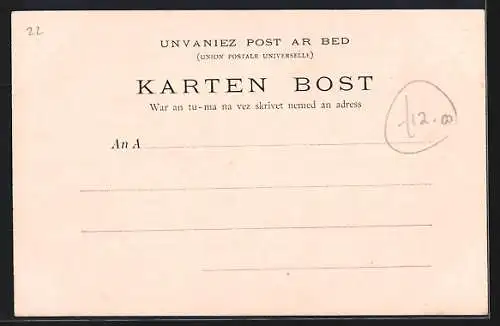 22
UNVANIEZ POST AR BED
(UNION POSTALE UNIVERSELLE)
KARTEN BOST
War an tu-ma na vez skrivet nemed an adress
12.00
An A